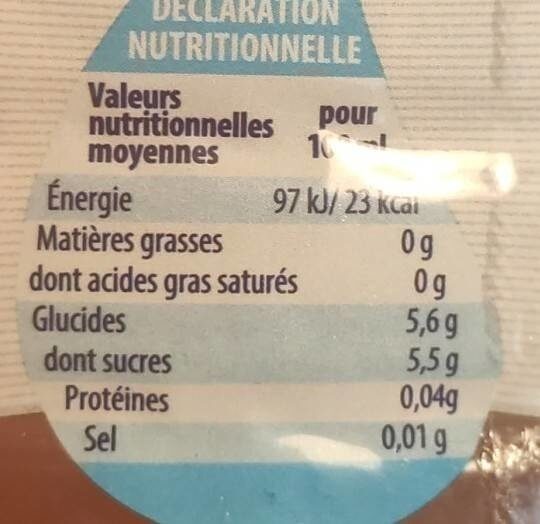 DÉCLARATION
NUTRITIONNELLE
Valeurs
nutritionnelles pour
moyennes
Énergie 97 kJ/ 23 kcal
Matières grasses 0 g
dont acides gras saturés 0 g
Glucides 5,6 g
dont sucres 5,5 g
Protéines 0,04g
Sel 0,01 g